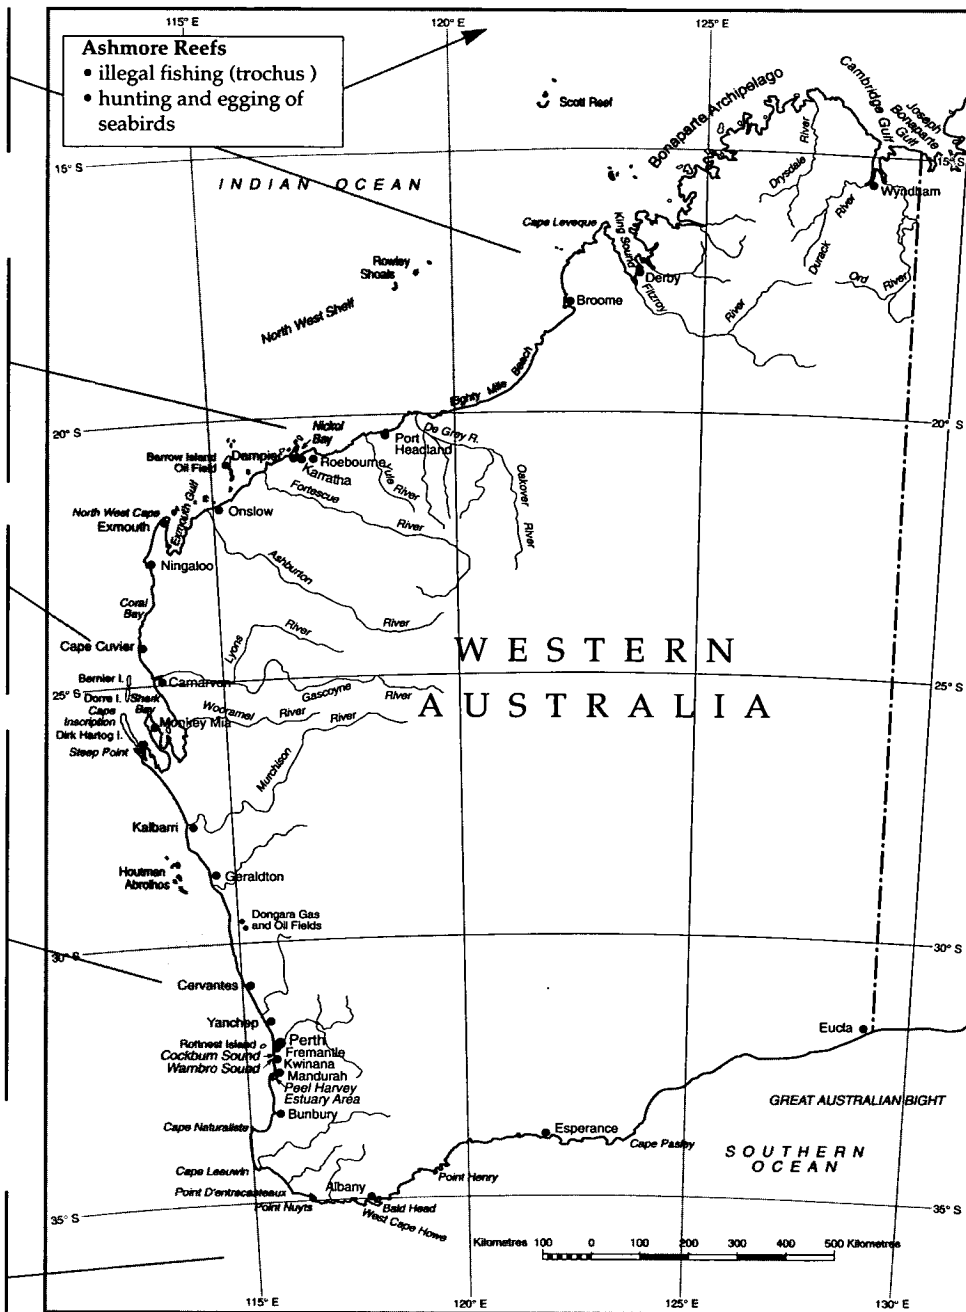 115° E
120° E
125° E
Ashmore Reefs
• illegal fishing (trochus )
• hunting and egging of
seabirds
Scott Reef
Bonaparte Archipelago
Cambridge Gulf
Joseph
Bonaparte
Gulf
Drysdale
River
15° S
15° S
INDIAN OCEAN
Wyndham
River
Durack
Cape Leveque
King Sound
Derby
Ord
River
Rowley
Shoals
Fitzroy
River
Broome
North West Shelf
Eighty Mile Beach
20° S
20° S
Nickol
Bay
De Grey R.
Port
Headland
Barrow Island
Oil Field
Dampier
Roebourne
Karratha
Yule
River
Oakover
River
Fortescue
River
North West Cape
Exmouth Gulf
Onslow
Exmouth
Ningaloo
Ashburton
River
Coral
Bay
Lyons
River
Cape Cuvier
WESTERN
AUSTRALIA
Bernier I.
Carnarvon
Gascoyne
River
25° S
25° S
Dorre I.
Shark
Bay
Cape
Inscription
Wooramel
River
River
Monkey Mia
Dirk Hartog I.
Steep Point
Murchison
Kalbarri
Houtman
Abrolhos
Geraldton
Dongara Gas
and Oil Fields
30° S
30° S
Cervantes
Yanchep
Eucla
Rottnest Island
Perth
Cockburn Sound
Fremantle
Warnbro Sound
Kwinana
Mandurah
Peel Harvey
Estuary Area
Bunbury
GREAT AUSTRALIAN BIGHT
Cape Naturaliste
Esperance
Cape Pasley
SOUTHERN
OCEAN
Cape Leeuwin
Point Henry
Albany
Point D'entracasteaux
Point Nuyts
Bald Head
West Cape Howe
35° S
35° S
Kilometres 100 0 100 200 300 400 500 Kilometres
115° E
120° E
125° E
130° E